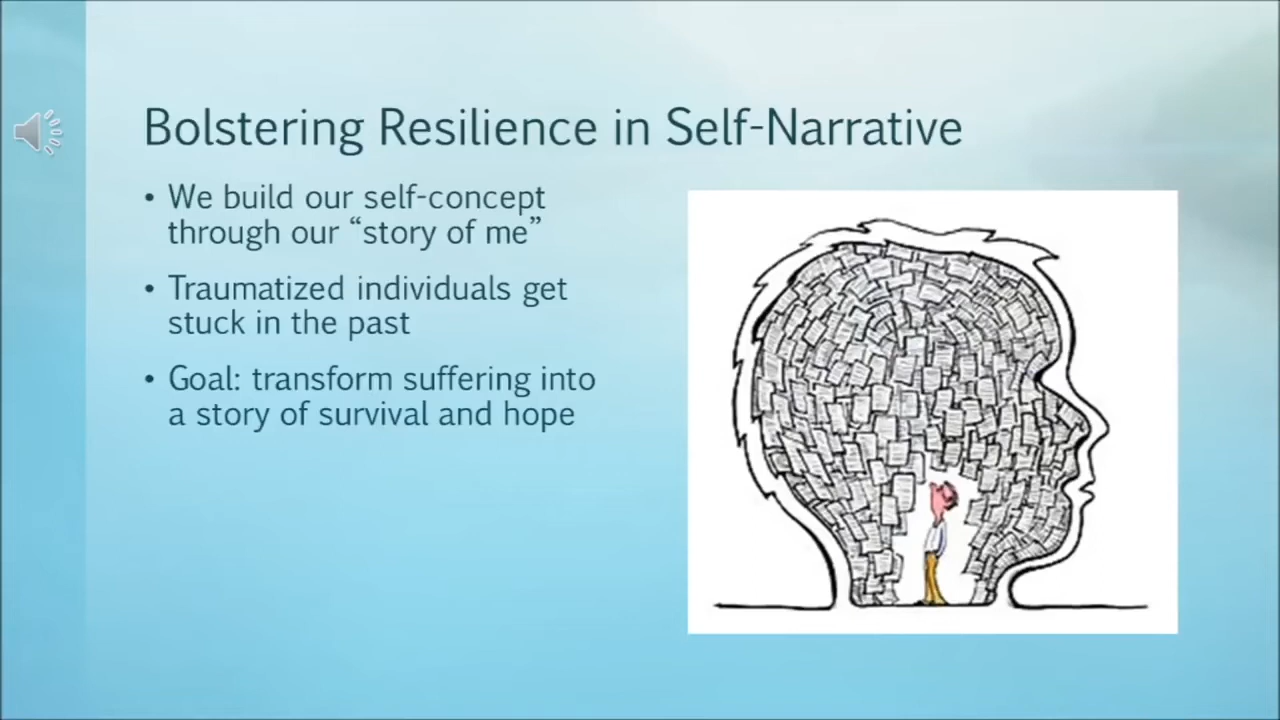 Bolstering Resilience in Self-Narrative
• We build our self-concept
through our “story of me”
• Traumatized individuals get
stuck in the past
• Goal: transform suffering into
a story of survival and hope